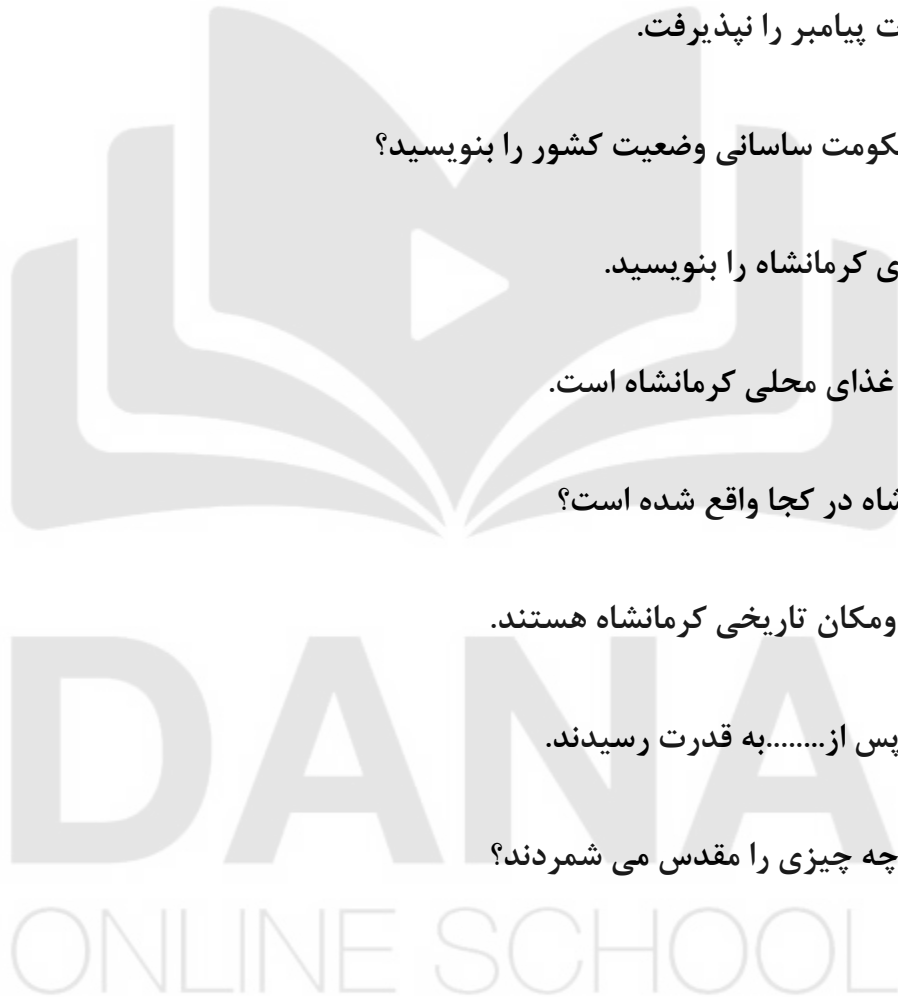 ت پیامبر را نپذیرفت.
کومت ساسانی وضعیت کشور را بنویسید؟
ی کرمانشاه را بنویسید.
غذای محلی کرمانشاه است.
شاه در کجا واقع شده است؟
ومکان تاریخی کرمانشاه هستند.
پس از........به قدرت رسیدند.
چه چیزی را مقدس می شمردند؟
DANA
ONLINE SCHOOL